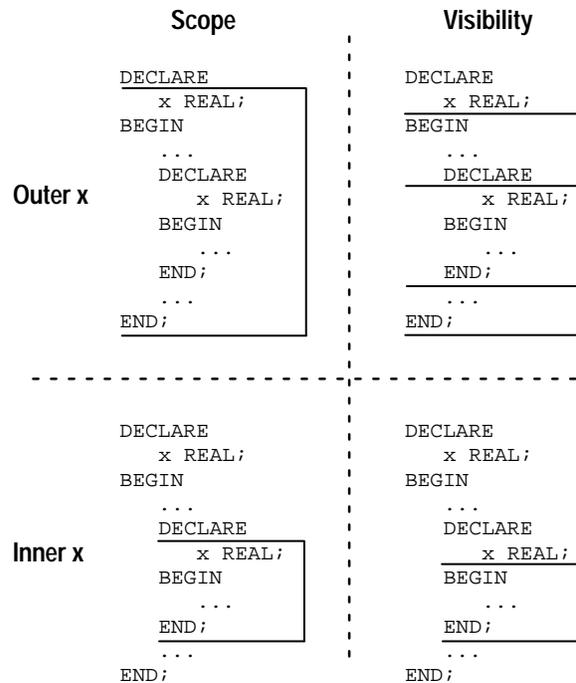 Scope
Visibility
Outer x
DECLARE
x REAL;
BEGIN
...
DECLARE
x REAL;
BEGIN
...
END;
...
END;
DECLARE
x REAL;
BEGIN
...
DECLARE
x REAL;
BEGIN
...
END;
...
END;
Inner x
DECLARE
x REAL;
BEGIN
...
DECLARE
x REAL;
BEGIN
...
END;
...
END;
DECLARE
x REAL;
BEGIN
...
DECLARE
x REAL;
BEGIN
...
END;
...
END;